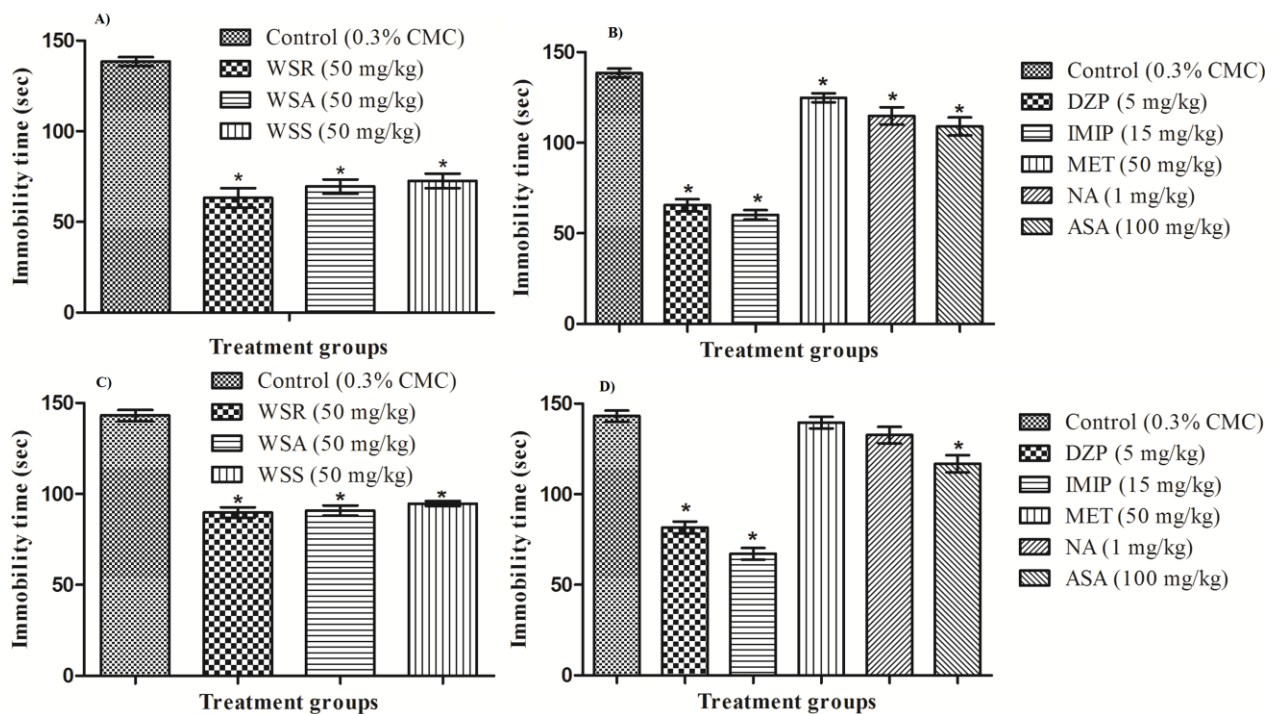 A)
Immobility time (sec)
150
100
50
0
Control (0.3% CMC)
WSR (50 mg/kg)
WSA (50 mg/kg)
WSS (50 mg/kg)
* * *
Treatment groups
B)
Immobility time (sec)
150
100
50
0
* * * * *
Control (0.3% CMC)
DZP (5 mg/kg)
IMIP (15 mg/kg)
MET (50 mg/kg)
NA (1 mg/kg)
ASA (100 mg/kg)
Treatment groups
C)
Immobility time (sec)
150
100
50
0
Control (0.3% CMC)
WSR (50 mg/kg)
WSA (50 mg/kg)
WSS (50 mg/kg)
* * *
Treatment groups
D)
Immobility time (sec)
150
100
50
0
* * *
Control (0.3% CMC)
DZP (5 mg/kg)
IMIP (15 mg/kg)
MET (50 mg/kg)
NA (1 mg/kg)
ASA (100 mg/kg)
Treatment groups